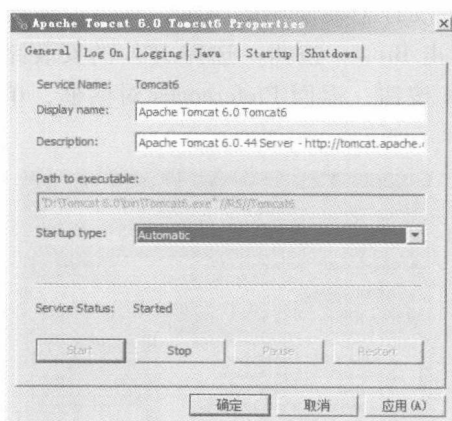 Apache Tomcat 6.0 Tomcat6 Properties
General Log On Logging Java Startup Shutdown
Service Name: Tomcat6
Display name: Apache Tomcat 6.0 Tomcat6
Description: Apache Tomcat 6.0.44 Server - http://tomcat.apache.
Path to executable:
"D:\Tomcat 6.0\bin\Tomcat6.exe" //RS//Tomcat6
Startup type: Automatic
Service Status: Started
Start Stop Pause Restart
确定 取消 应用(A)